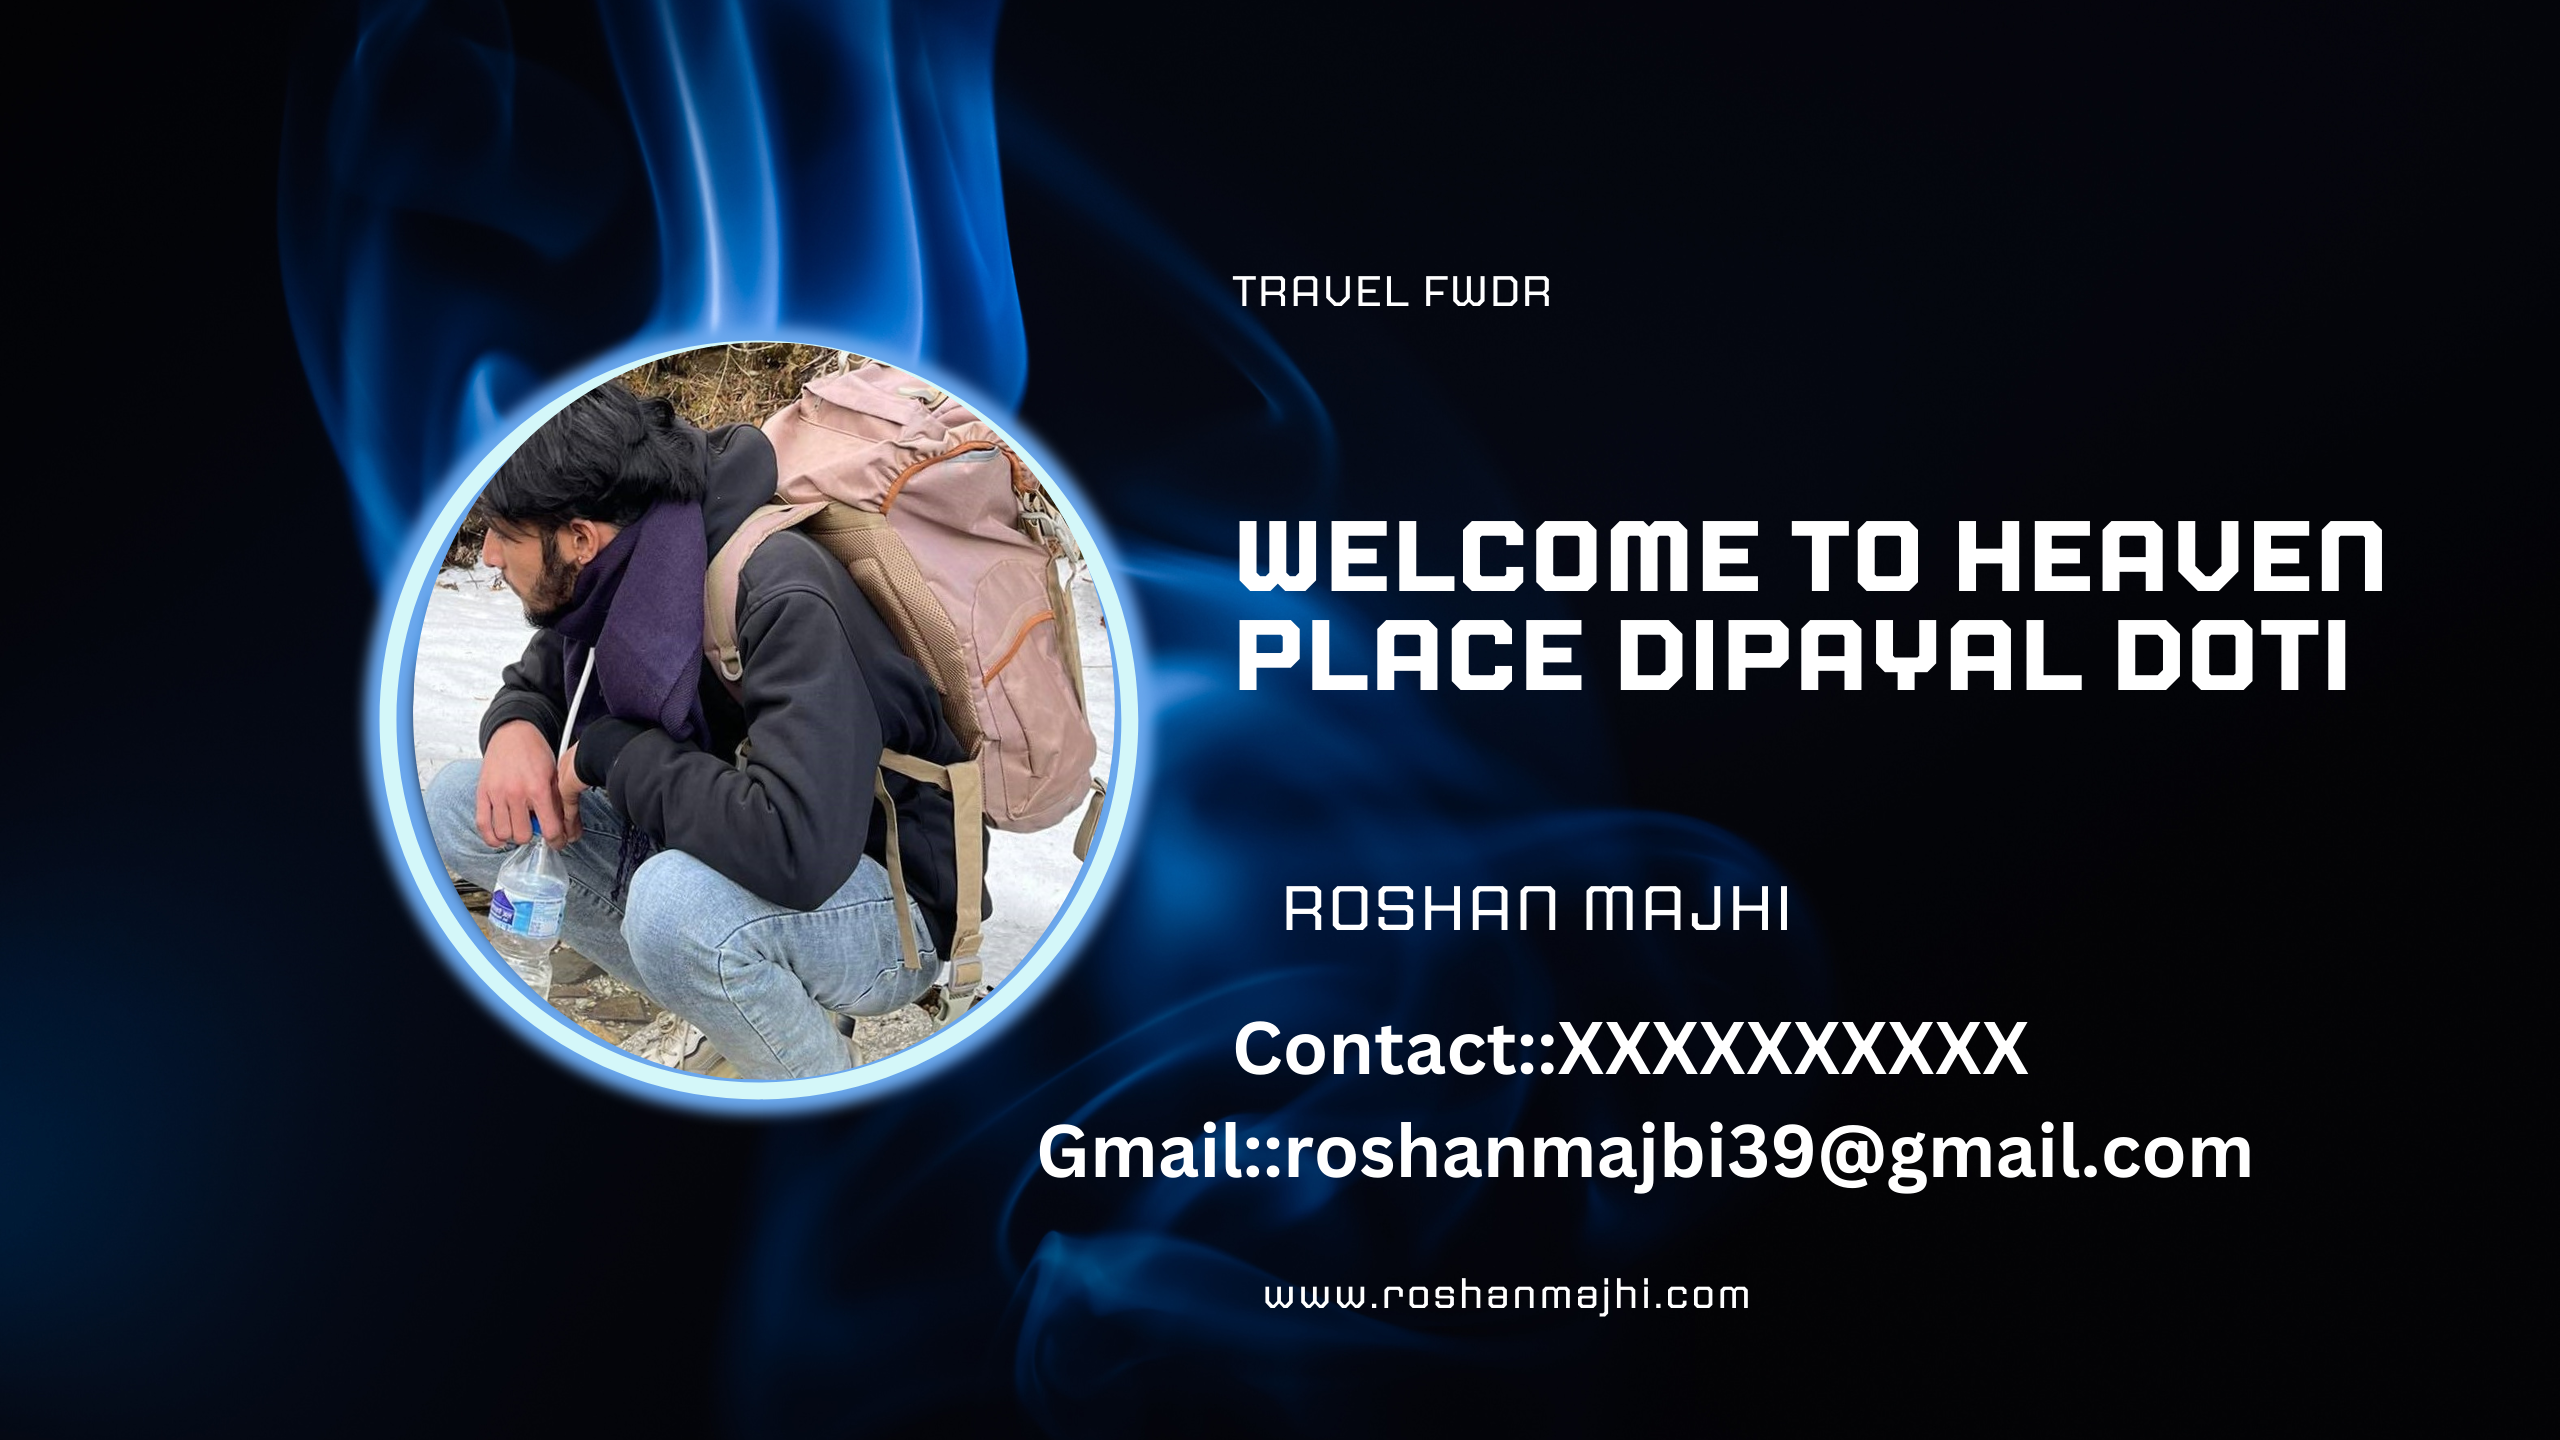 TRAVEL FWDR
WELCOME TO HEAVEN
PLACE DIPAYAL DOTI
ROSHAN MAJHI
Contact::XXXXXXXXXX
Gmail::roshanmajbi39@gmail.com
www.roshanmajhi.com